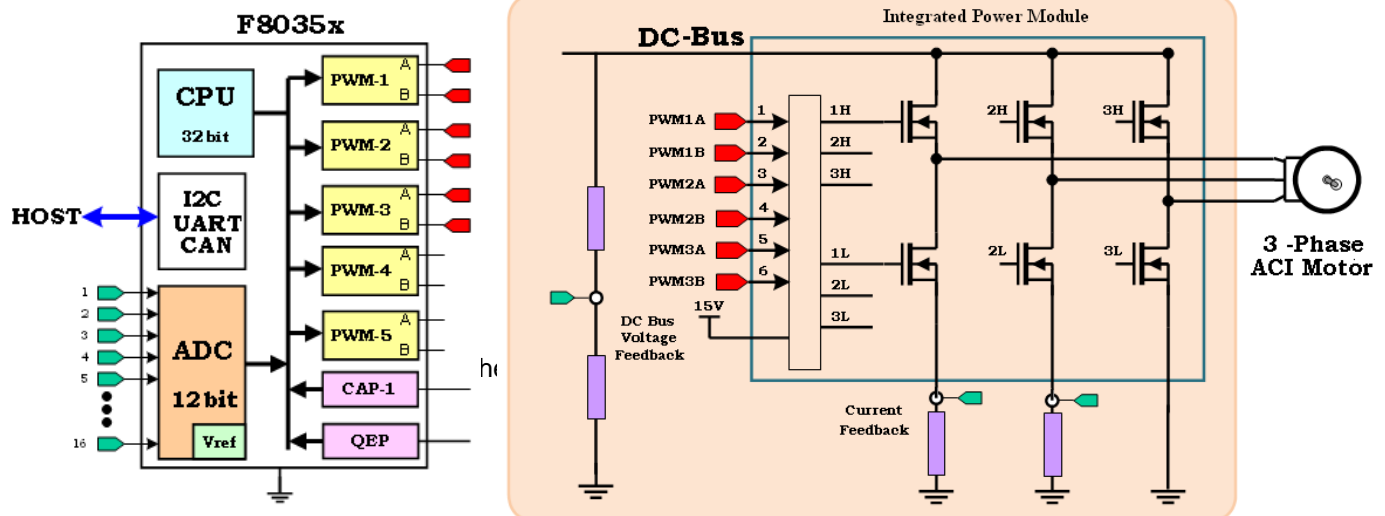 F8035x
CPU
32 bit
I2C
UART
CAN
HOST
1
2
3
4
5
16
ADC
12 bit
Vref
PWM-1
A
B
PWM-2
A
B
PWM-3
A
B
PWM-4
A
B
PWM-5
A
B
CAP-1
QEP
he
Integrated Power Module
DC-Bus
PWM1A
1
PWM1B
2
PWM2A
3
PWM2B
4
PWM3A
5
PWM3B
6
15V
1H
2H
3H
1L
2L
3L
2H
3H
2L
3L
DC Bus
Voltage
Feedback
Current
Feedback
3 -Phase
ACI Motor